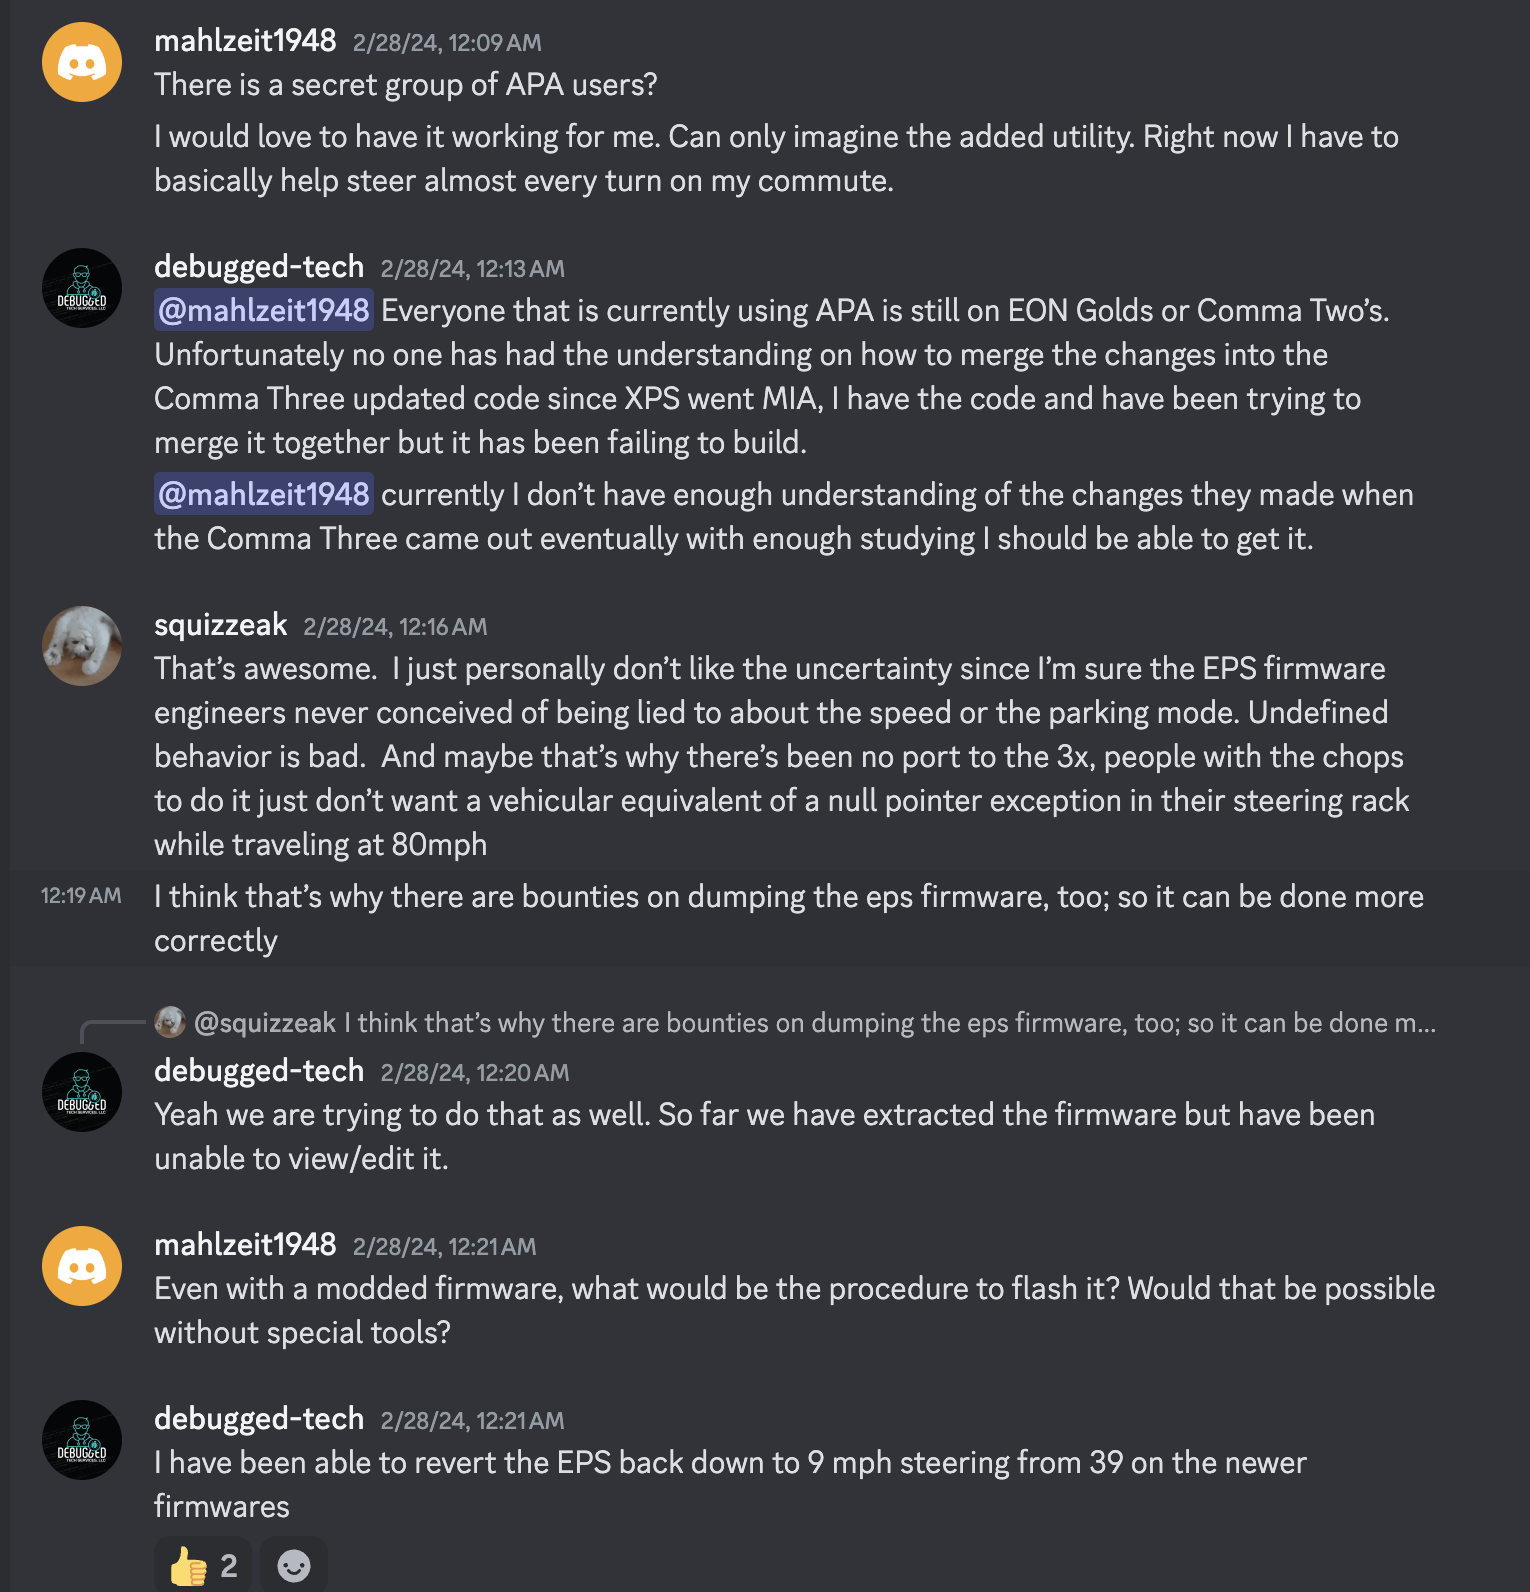 mahlzeit1948 2/28/24, 12:09 AM
There is a secret group of APA users?
I would love to have it working for me. Can only imagine the added utility. Right now I have to
basically help steer almost every turn on my commute.
debugged-tech 2/28/24, 12:13 AM
@mahlzeit1948 Everyone that is currently using APA is still on EON Golds or Comma Two’s.
Unfortunately no one has had the understanding on how to merge the changes into the
Comma Three updated code since XPS went MIA, I have the code and have been trying to
merge it together but it has been failing to build.
@mahlzeit1948 currently I don’t have enough understanding of the changes they made when
the Comma Three came out eventually with enough studying I should be able to get it.
squizzeak 2/28/24, 12:16 AM
That’s awesome.  I just personally don’t like the uncertainty since I’m sure the EPS firmware
engineers never conceived of being lied to about the speed or the parking mode. Undefined
behavior is bad.  And maybe that’s why there’s been no port to the 3x, people with the chops
to do it just don’t want a vehicular equivalent of a null pointer exception in their steering rack
while traveling at 80mph
12:19 AM I think that’s why there are bounties on dumping the eps firmware, too; so it can be done more
correctly
@squizzeak I think that’s why there are bounties on dumping the eps firmware, too; so it can be done m...
debugged-tech 2/28/24, 12:20 AM
Yeah we are trying to do that as well. So far we have extracted the firmware but have been
unable to view/edit it.
mahlzeit1948 2/28/24, 12:21 AM
Even with a modded firmware, what would be the procedure to flash it? Would that be possible
without special tools?
debugged-tech 2/28/24, 12:21 AM
I have been able to revert the EPS back down to 9 mph steering from 39 on the newer
firmwares
2
DEBUGGED
TECH SERVICES, LLC
DEBUGGED
TECH SERVICES, LLC
DEBUGGED
TECH SERVICES, LLC